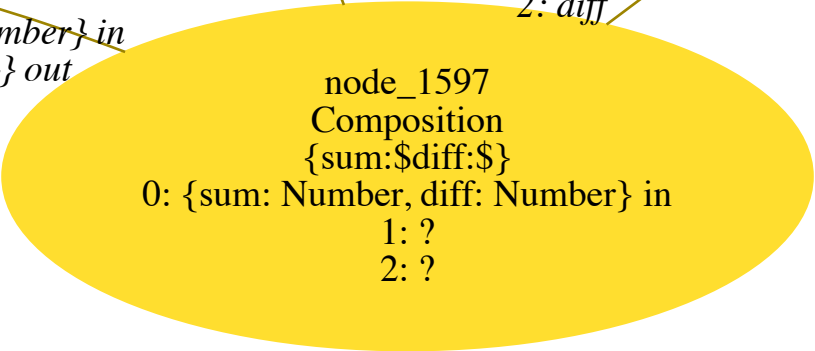 2: diff
mber} in
} out
node_1597
Composition
{sum:$diff:$}
0: {sum: Number, diff: Number} in
1: ?
2: ?